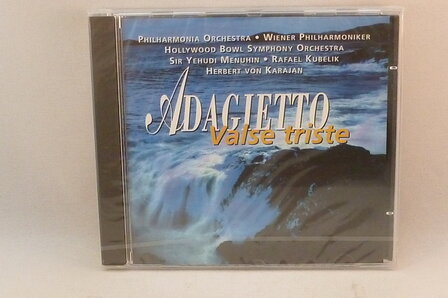 PHILHARMONIA ORCHESTRA • WIENER PHILHARMONIKER
HOLLYWOOD BOWL SYMPHONY ORCHESTRA
SIR YEHUDI MENUHIN • RAFAEL KUBELIK
HERBERT VON KARAJAN
ADAGIETTO
Valse triste